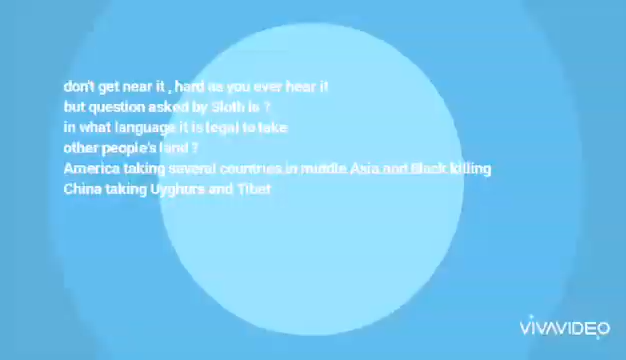 don't get near it , hard as you ever hear it
but question asked by Sloth is ?
in what language it is legal to take
other people's land ?
America taking several countries in middle Asia and Black killing
China taking Uyghurs and Tibet
VIVAVIDEO